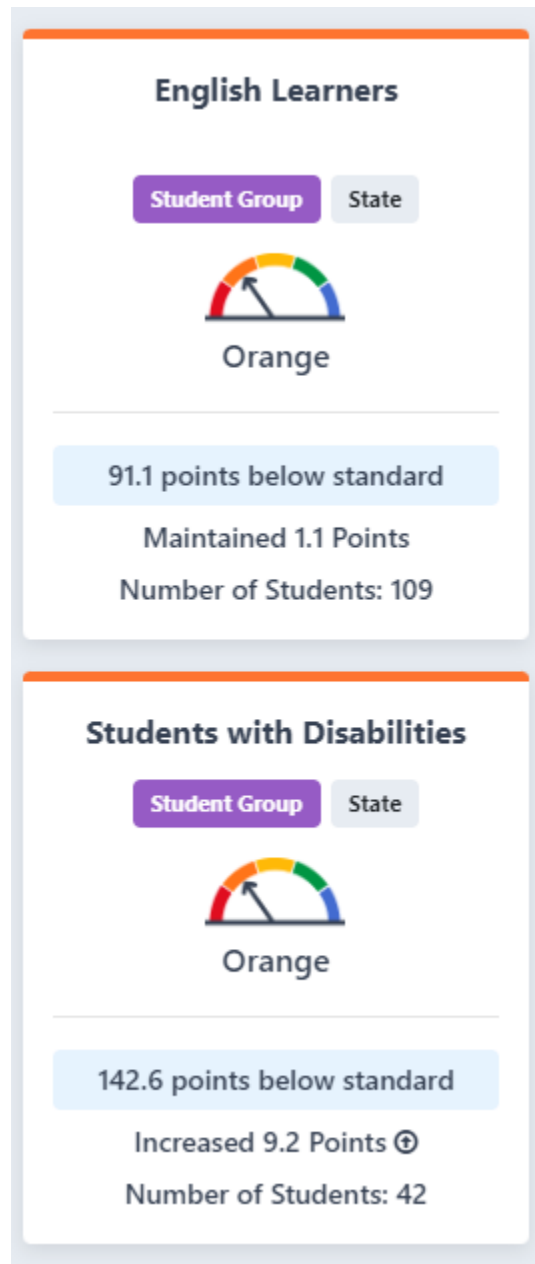 English Learners
Student Group
State
Orange
91.1 points below standard
Maintained 1.1 Points
Number of Students: 109
Students with Disabilities
Student Group
State
Orange
142.6 points below standard
Increased 9.2 Points
Number of Students: 42